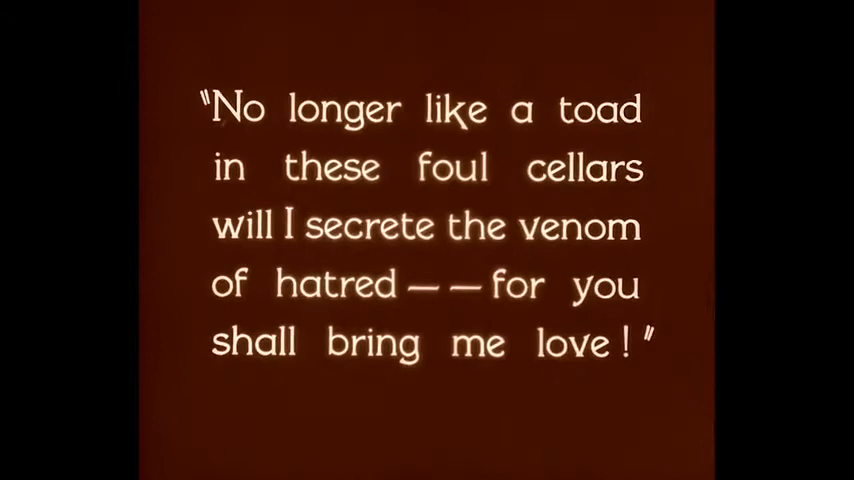 "No longer like a toad
in these foul cellars
will I secrete the venom
of hatred — — for you
shall bring me love!"